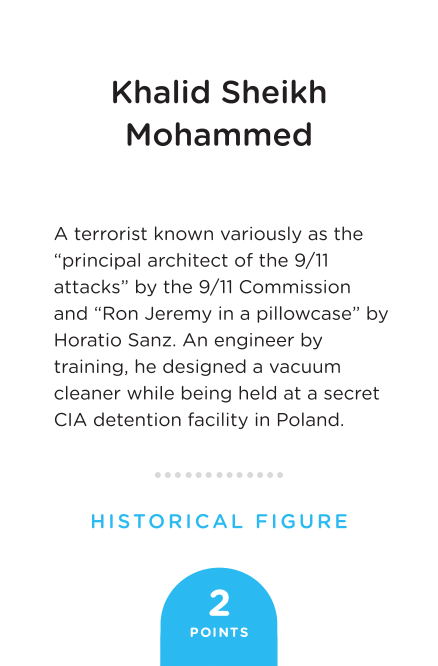 Khalid Sheikh
Mohammed
A terrorist known variously as the
“principal architect of the 9/11
attacks” by the 9/11 Commission
and “Ron Jeremy in a pillowcase” by
Horatio Sanz. An engineer by
training, he designed a vacuum
cleaner while being held at a secret
CIA detention facility in Poland.
HISTORICAL FIGURE
2
POINTS